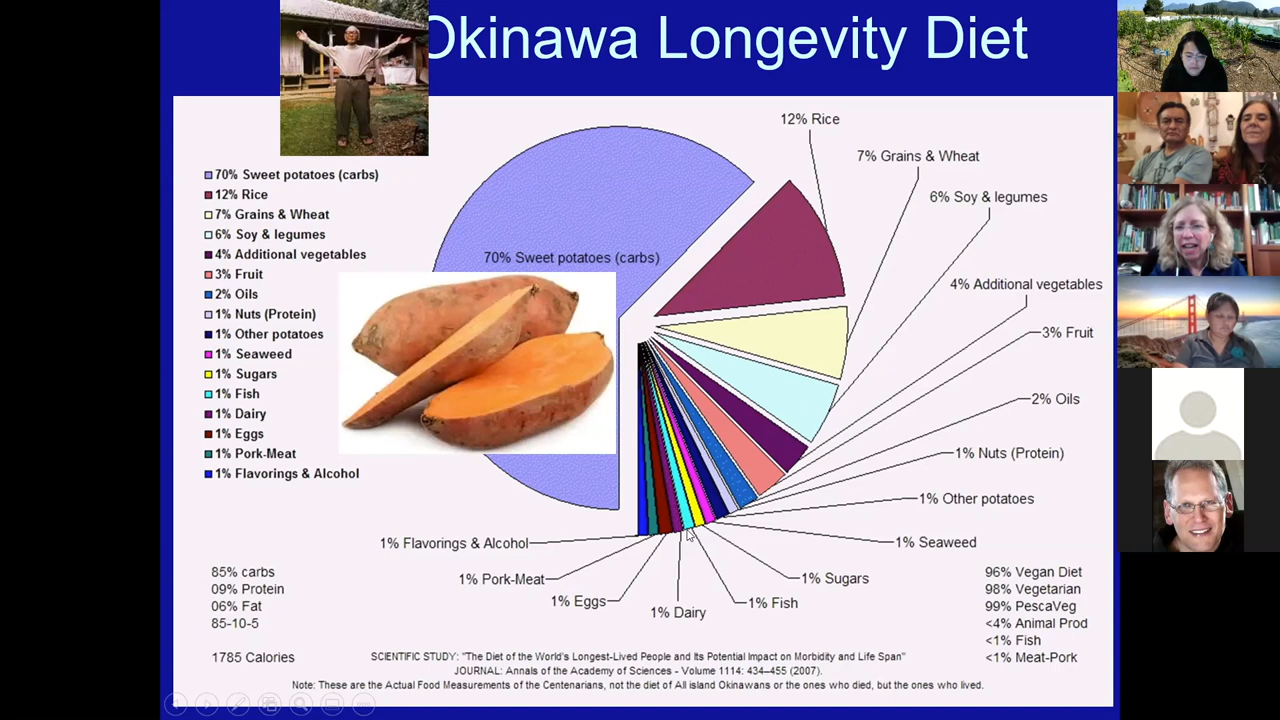 Okinawa Longevity Diet
70% Sweet potatoes (carbs)
12% Rice
7% Grains & Wheat
6% Soy & legumes
4% Additional vegetables
3% Fruit
2% Oils
1% Nuts (Protein)
1% Other potatoes
1% Seaweed
1% Sugars
1% Fish
1% Dairy
1% Eggs
1% Pork-Meat
1% Flavorings & Alcohol
70% Sweet potatoes (carbs)
12% Rice
7% Grains & Wheat
6% Soy & legumes
4% Additional vegetables
3% Fruit
2% Oils
1% Nuts (Protein)
1% Other potatoes
1% Seaweed
1% Sugars
1% Fish
1% Dairy
1% Eggs
1% Pork-Meat
1% Flavorings & Alcohol
85% carbs
09% Protein
06% Fat
85-10-5
1785 Calories
96% Vegan Diet
98% Vegetarian
99% PescaVeg
<4% Animal Prod
<1% Fish
<1% Meat-Pork
SCIENTIFIC STUDY: "The Diet of the World's Longest-Lived People and Its Potential Impact on Morbidity and Life Span"
JOURNAL: Annals of the Academy of Sciences - Volume 1114: 434–455 (2007).
Note: These are the Actual Food Measurements of the Centenarians, not the diet of All island Okinawans or the ones who died, but the ones who lived.